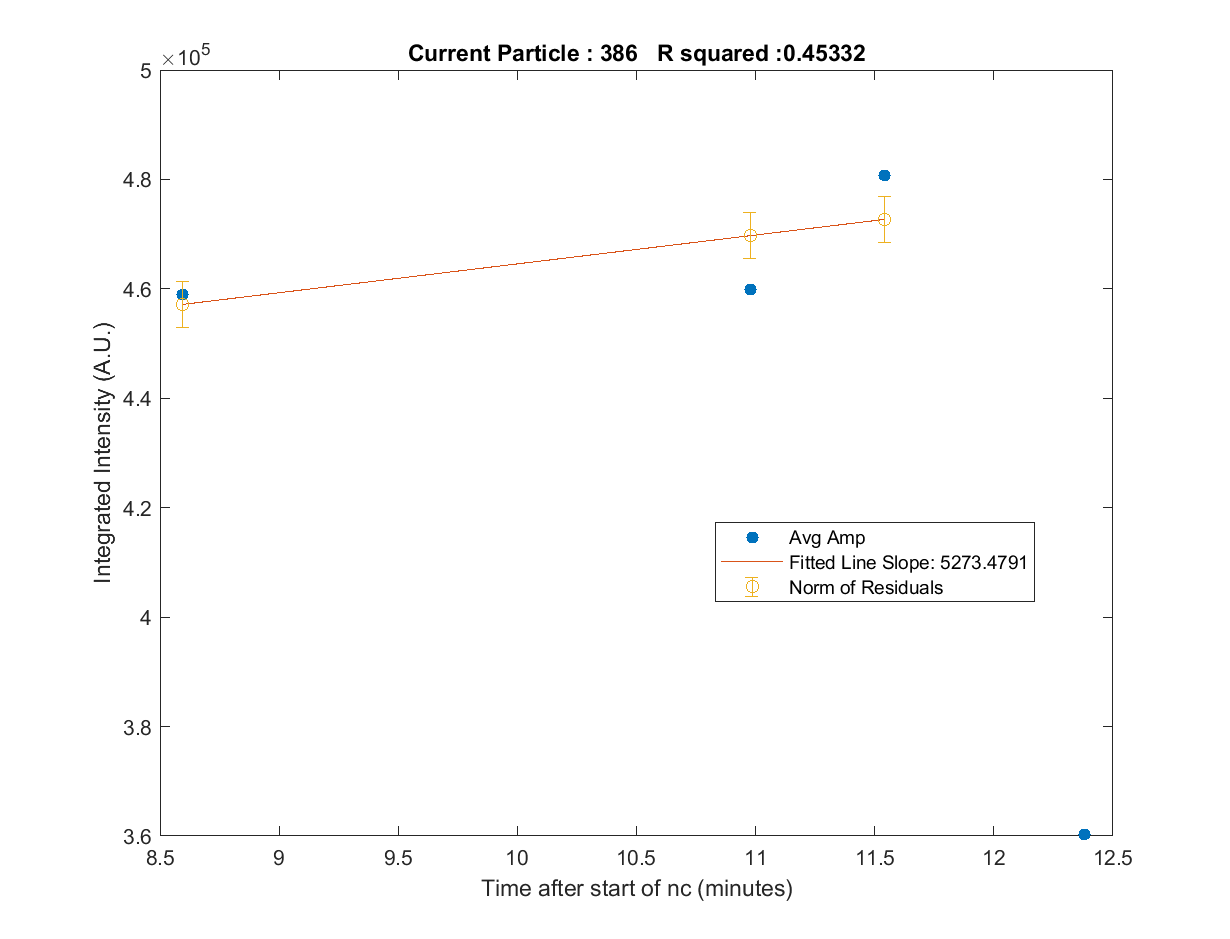 Current Particle : 386   R squared :0.45332
×10^5
5
4.8
4.6
4.4
4.2
4
3.8
3.6
Integrated Intensity (A.U.)
Avg Amp
Fitted Line Slope: 5273.4791
Norm of Residuals
8.5 9 9.5 10 10.5 11 11.5 12 12.5
Time after start of nc (minutes)